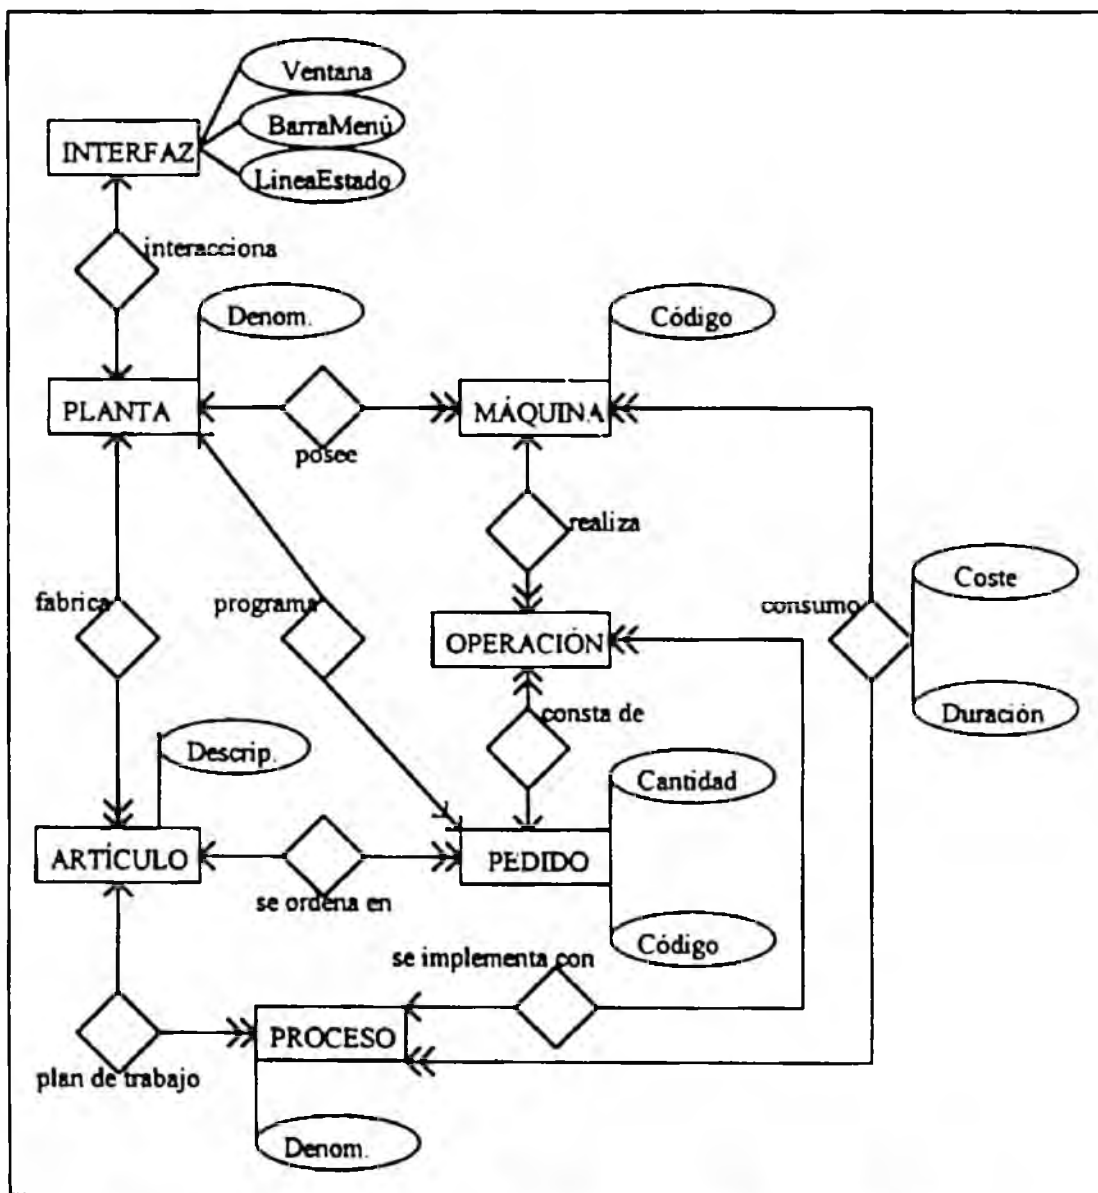 Ventana
BarraMenú
INTERFAZ
LineaEstado
interacciona
Denom.
Código
PLANTA
MÁQUINA
posee
realiza
Coste
fabrica
programa
consumo
OPERACIÓN
consta de
Duración
Descrip.
Cantidad
ARTÍCULO
PEDIDO
se ordena en
Código
se implementa con
PROCESO
plan de trabajo
Denom.